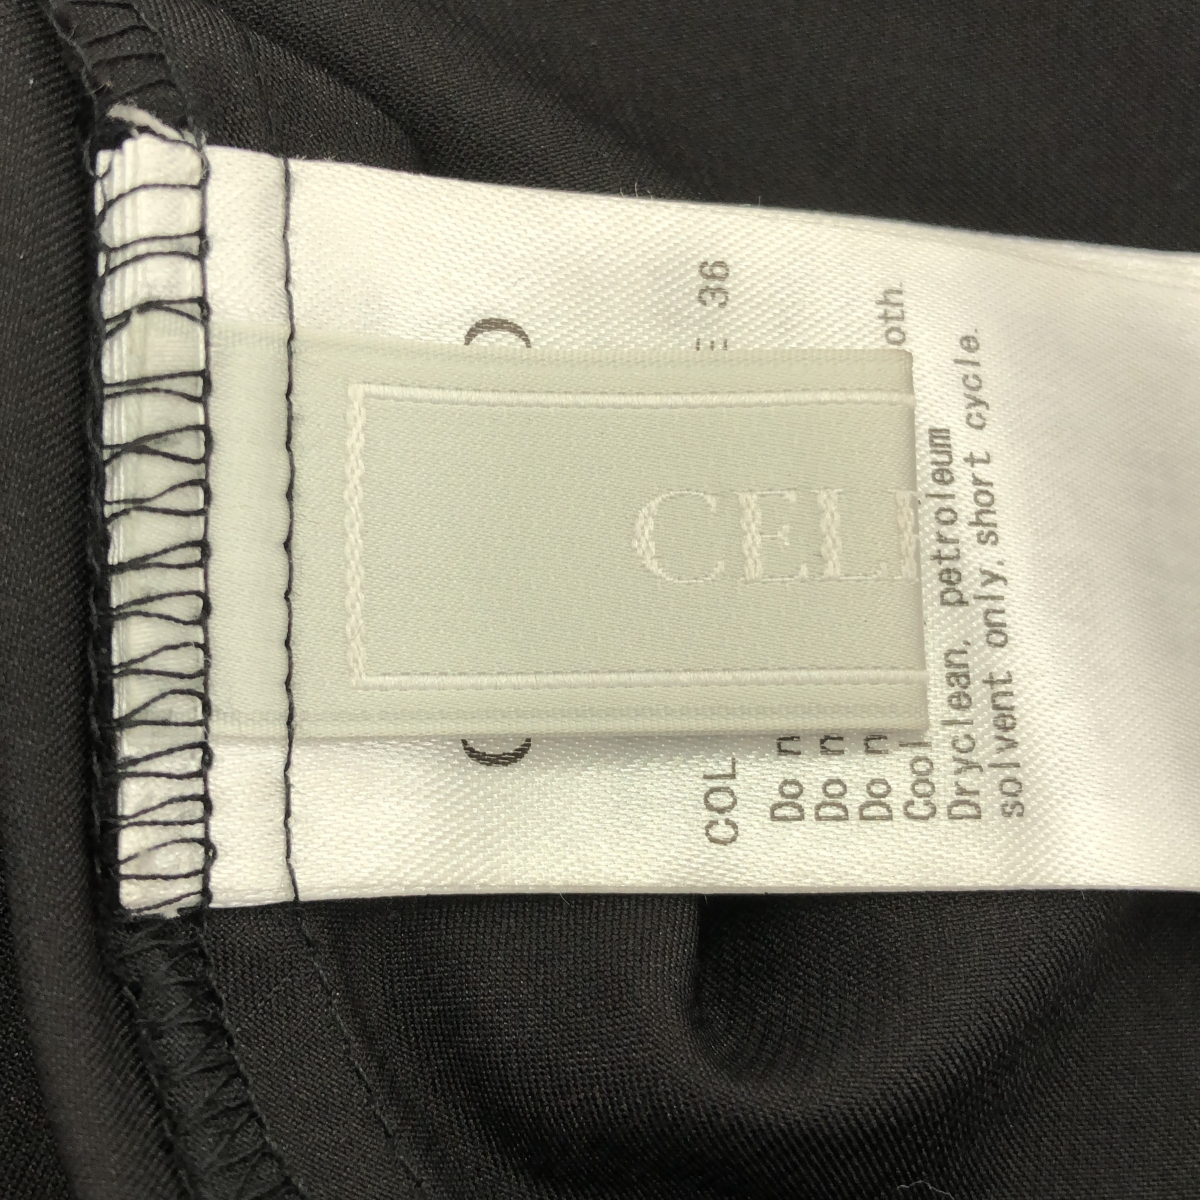 CEL
36
COL
Do n
Do n
Do n
Cool oth.
Dryclean, petroleum
solvent only, short cycle.